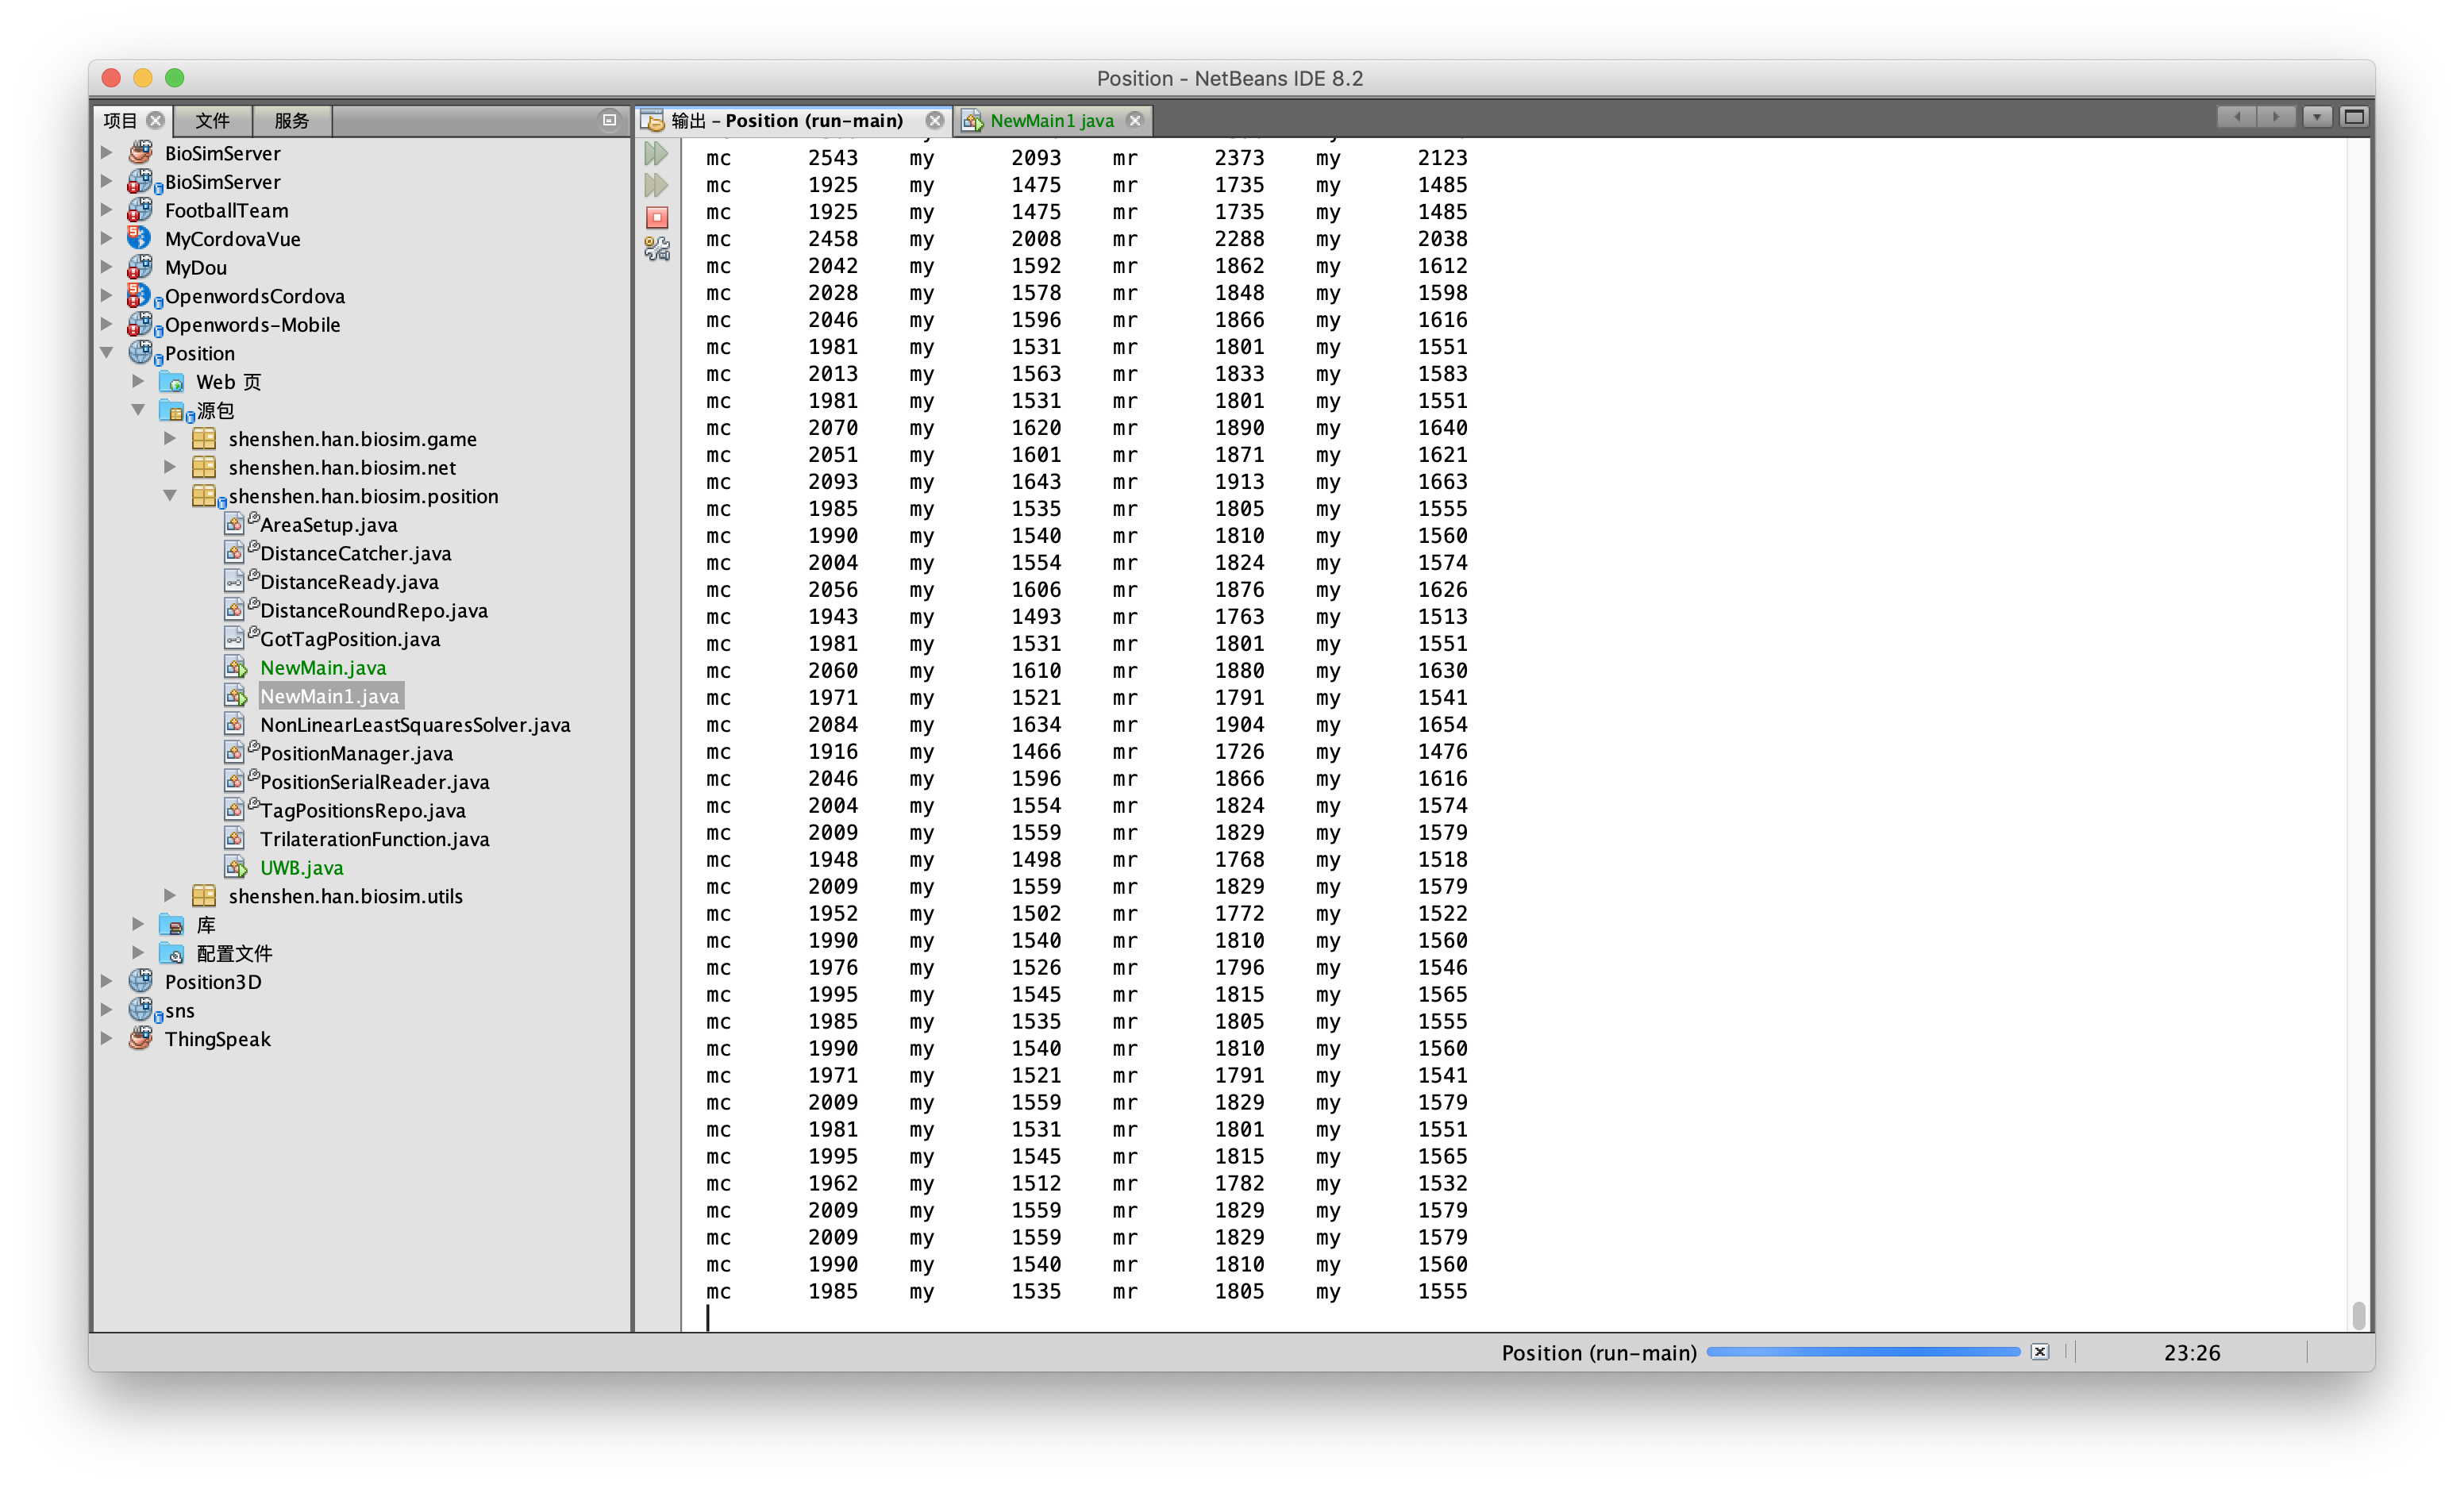 Position - NetBeans IDE 8.2
项目 文件 服务
BioSimServer
BioSimServer
FootballTeam
MyCordovaVue
MyDou
OpenwordsCordova
Openwords-Mobile
Position
Web 页
源包
shenshen.han.biosim.game
shenshen.han.biosim.net
shenshen.han.biosim.position
AreaSetup.java
DistanceCatcher.java
DistanceReady.java
DistanceRoundRepo.java
GotTagPosition.java
NewMain.java
NewMain1.java
NonLinearLeastSquaresSolver.java
PositionManager.java
PositionSerialReader.java
TagPositionsRepo.java
TrilaterationFunction.java
UWB.java
shenshen.han.biosim.utils
库
配置文件
Position3D
sns
ThingSpeak
输出 - Position (run-main) NewMain1 java
mc 2543 my 2093 mr 2373 my 2123
mc 1925 my 1475 mr 1735 my 1485
mc 1925 my 1475 mr 1735 my 1485
mc 2458 my 2008 mr 2288 my 2038
mc 2042 my 1592 mr 1862 my 1612
mc 2028 my 1578 mr 1848 my 1598
mc 2046 my 1596 mr 1866 my 1616
mc 1981 my 1531 mr 1801 my 1551
mc 2013 my 1563 mr 1833 my 1583
mc 1981 my 1531 mr 1801 my 1551
mc 2070 my 1620 mr 1890 my 1640
mc 2051 my 1601 mr 1871 my 1621
mc 2093 my 1643 mr 1913 my 1663
mc 1985 my 1535 mr 1805 my 1555
mc 1990 my 1540 mr 1810 my 1560
mc 2004 my 1554 mr 1824 my 1574
mc 2056 my 1606 mr 1876 my 1626
mc 1943 my 1493 mr 1763 my 1513
mc 1981 my 1531 mr 1801 my 1551
mc 2060 my 1610 mr 1880 my 1630
mc 1971 my 1521 mr 1791 my 1541
mc 2084 my 1634 mr 1904 my 1654
mc 1916 my 1466 mr 1726 my 1476
mc 2046 my 1596 mr 1866 my 1616
mc 2004 my 1554 mr 1824 my 1574
mc 2009 my 1559 mr 1829 my 1579
mc 1948 my 1498 mr 1768 my 1518
mc 2009 my 1559 mr 1829 my 1579
mc 1952 my 1502 mr 1772 my 1522
mc 1990 my 1540 mr 1810 my 1560
mc 1976 my 1526 mr 1796 my 1546
mc 1995 my 1545 mr 1815 my 1565
mc 1985 my 1535 mr 1805 my 1555
mc 1990 my 1540 mr 1810 my 1560
mc 1971 my 1521 mr 1791 my 1541
mc 2009 my 1559 mr 1829 my 1579
mc 1981 my 1531 mr 1801 my 1551
mc 1995 my 1545 mr 1815 my 1565
mc 1962 my 1512 mr 1782 my 1532
mc 2009 my 1559 mr 1829 my 1579
mc 2009 my 1559 mr 1829 my 1579
mc 1990 my 1540 mr 1810 my 1560
mc 1985 my 1535 mr 1805 my 1555
Position (run-main) 23:26